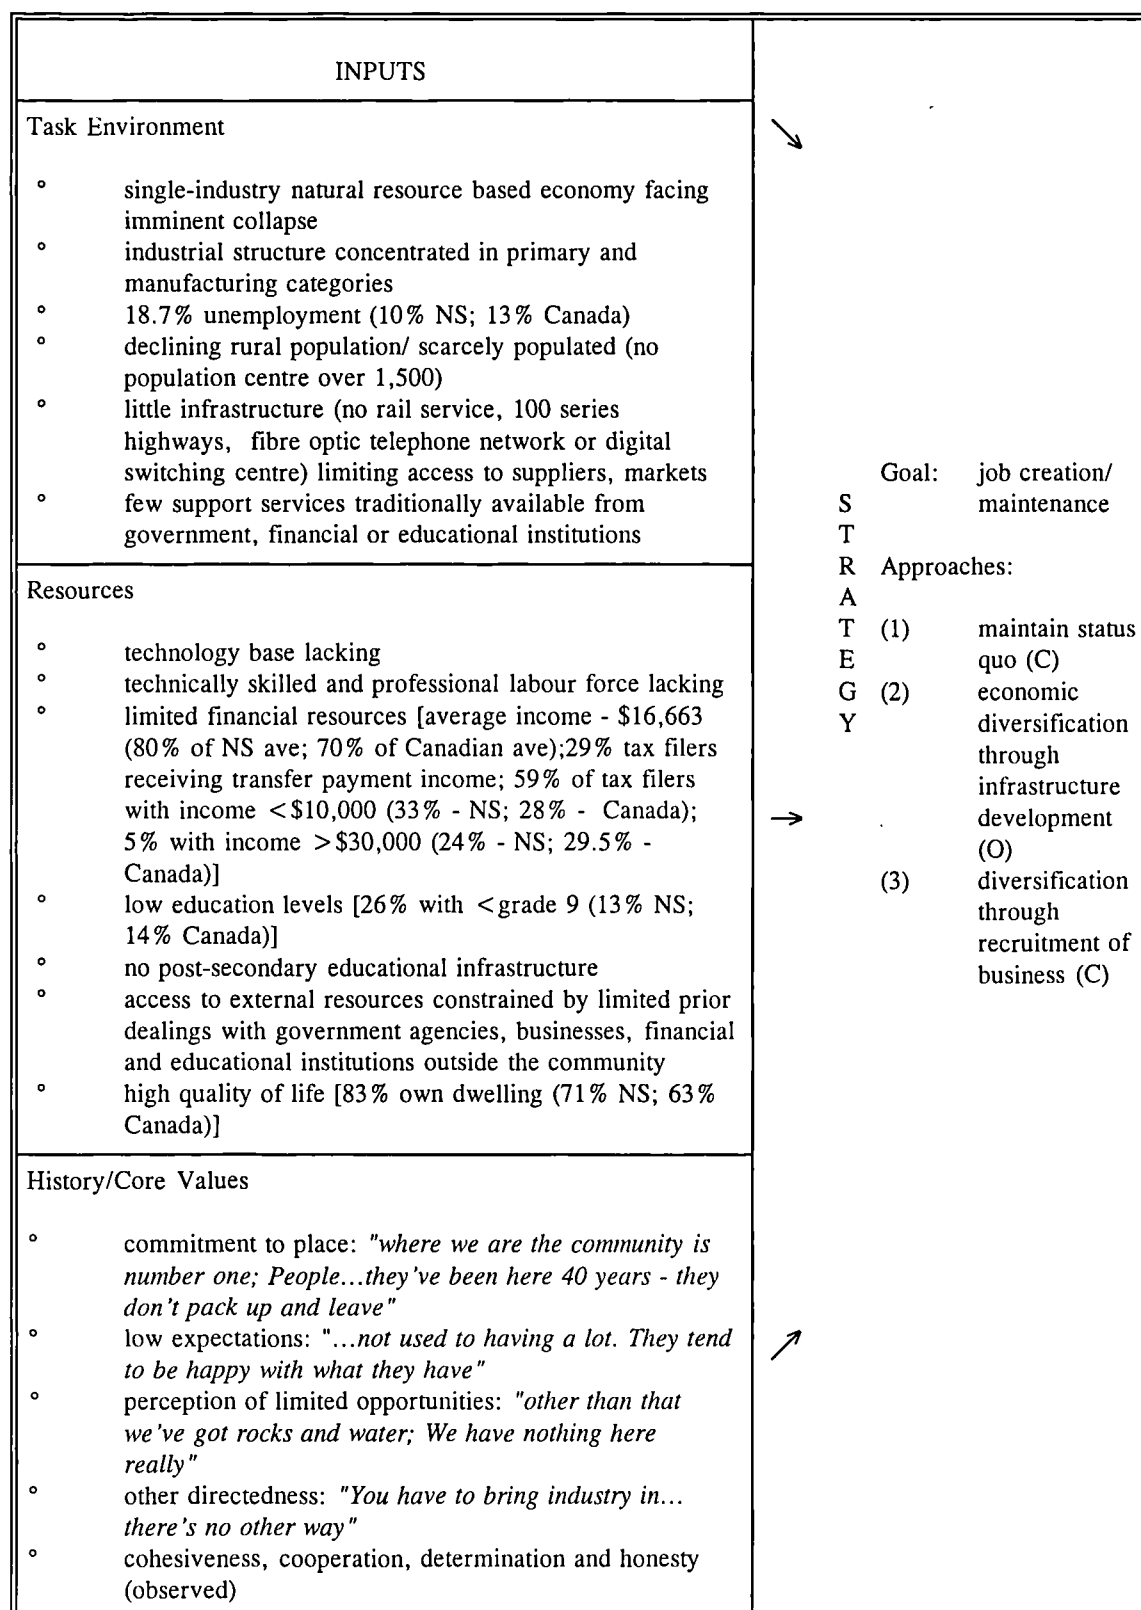 INPUTS
Task Environment
° single-industry natural resource based economy facing
imminent collapse
° industrial structure concentrated in primary and
manufacturing categories
° 18.7% unemployment (10% NS; 13% Canada)
° declining rural population/ scarcely populated (no
population centre over 1,500)
° little infrastructure (no rail service, 100 series
highways, fibre optic telephone network or digital
switching centre) limiting access to suppliers, markets
° few support services traditionally available from
government, financial or educational institutions
Resources
° technology base lacking
° technically skilled and professional labour force lacking
° limited financial resources [average income - $16,663
(80% of NS ave; 70% of Canadian ave);29% tax filers
receiving transfer payment income; 59% of tax filers
with income <$10,000 (33% - NS; 28% - Canada);
5% with income >$30,000 (24% - NS; 29.5% -
Canada)]
° low education levels [26% with <grade 9 (13% NS;
14% Canada)]
° no post-secondary educational infrastructure
° access to external resources constrained by limited prior
dealings with government agencies, businesses, financial
and educational institutions outside the community
° high quality of life [83% own dwelling (71% NS; 63%
Canada)]
History/Core Values
° commitment to place: "where we are the community is
number one; People...they've been here 40 years - they
don't pack up and leave"
° low expectations: "...not used to having a lot. They tend
to be happy with what they have"
° perception of limited opportunities: "other than that
we've got rocks and water; We have nothing here
really"
° other directedness: "You have to bring industry in...
there's no other way"
° cohesiveness, cooperation, determination and honesty
(observed)
S
T
R
A
T
E
G
Y
Goal: job creation/
maintenance
Approaches:
(1) maintain status
quo (C)
(2) economic
diversification
through
infrastructure
development
(O)
(3) diversification
through
recruitment of
business (C)